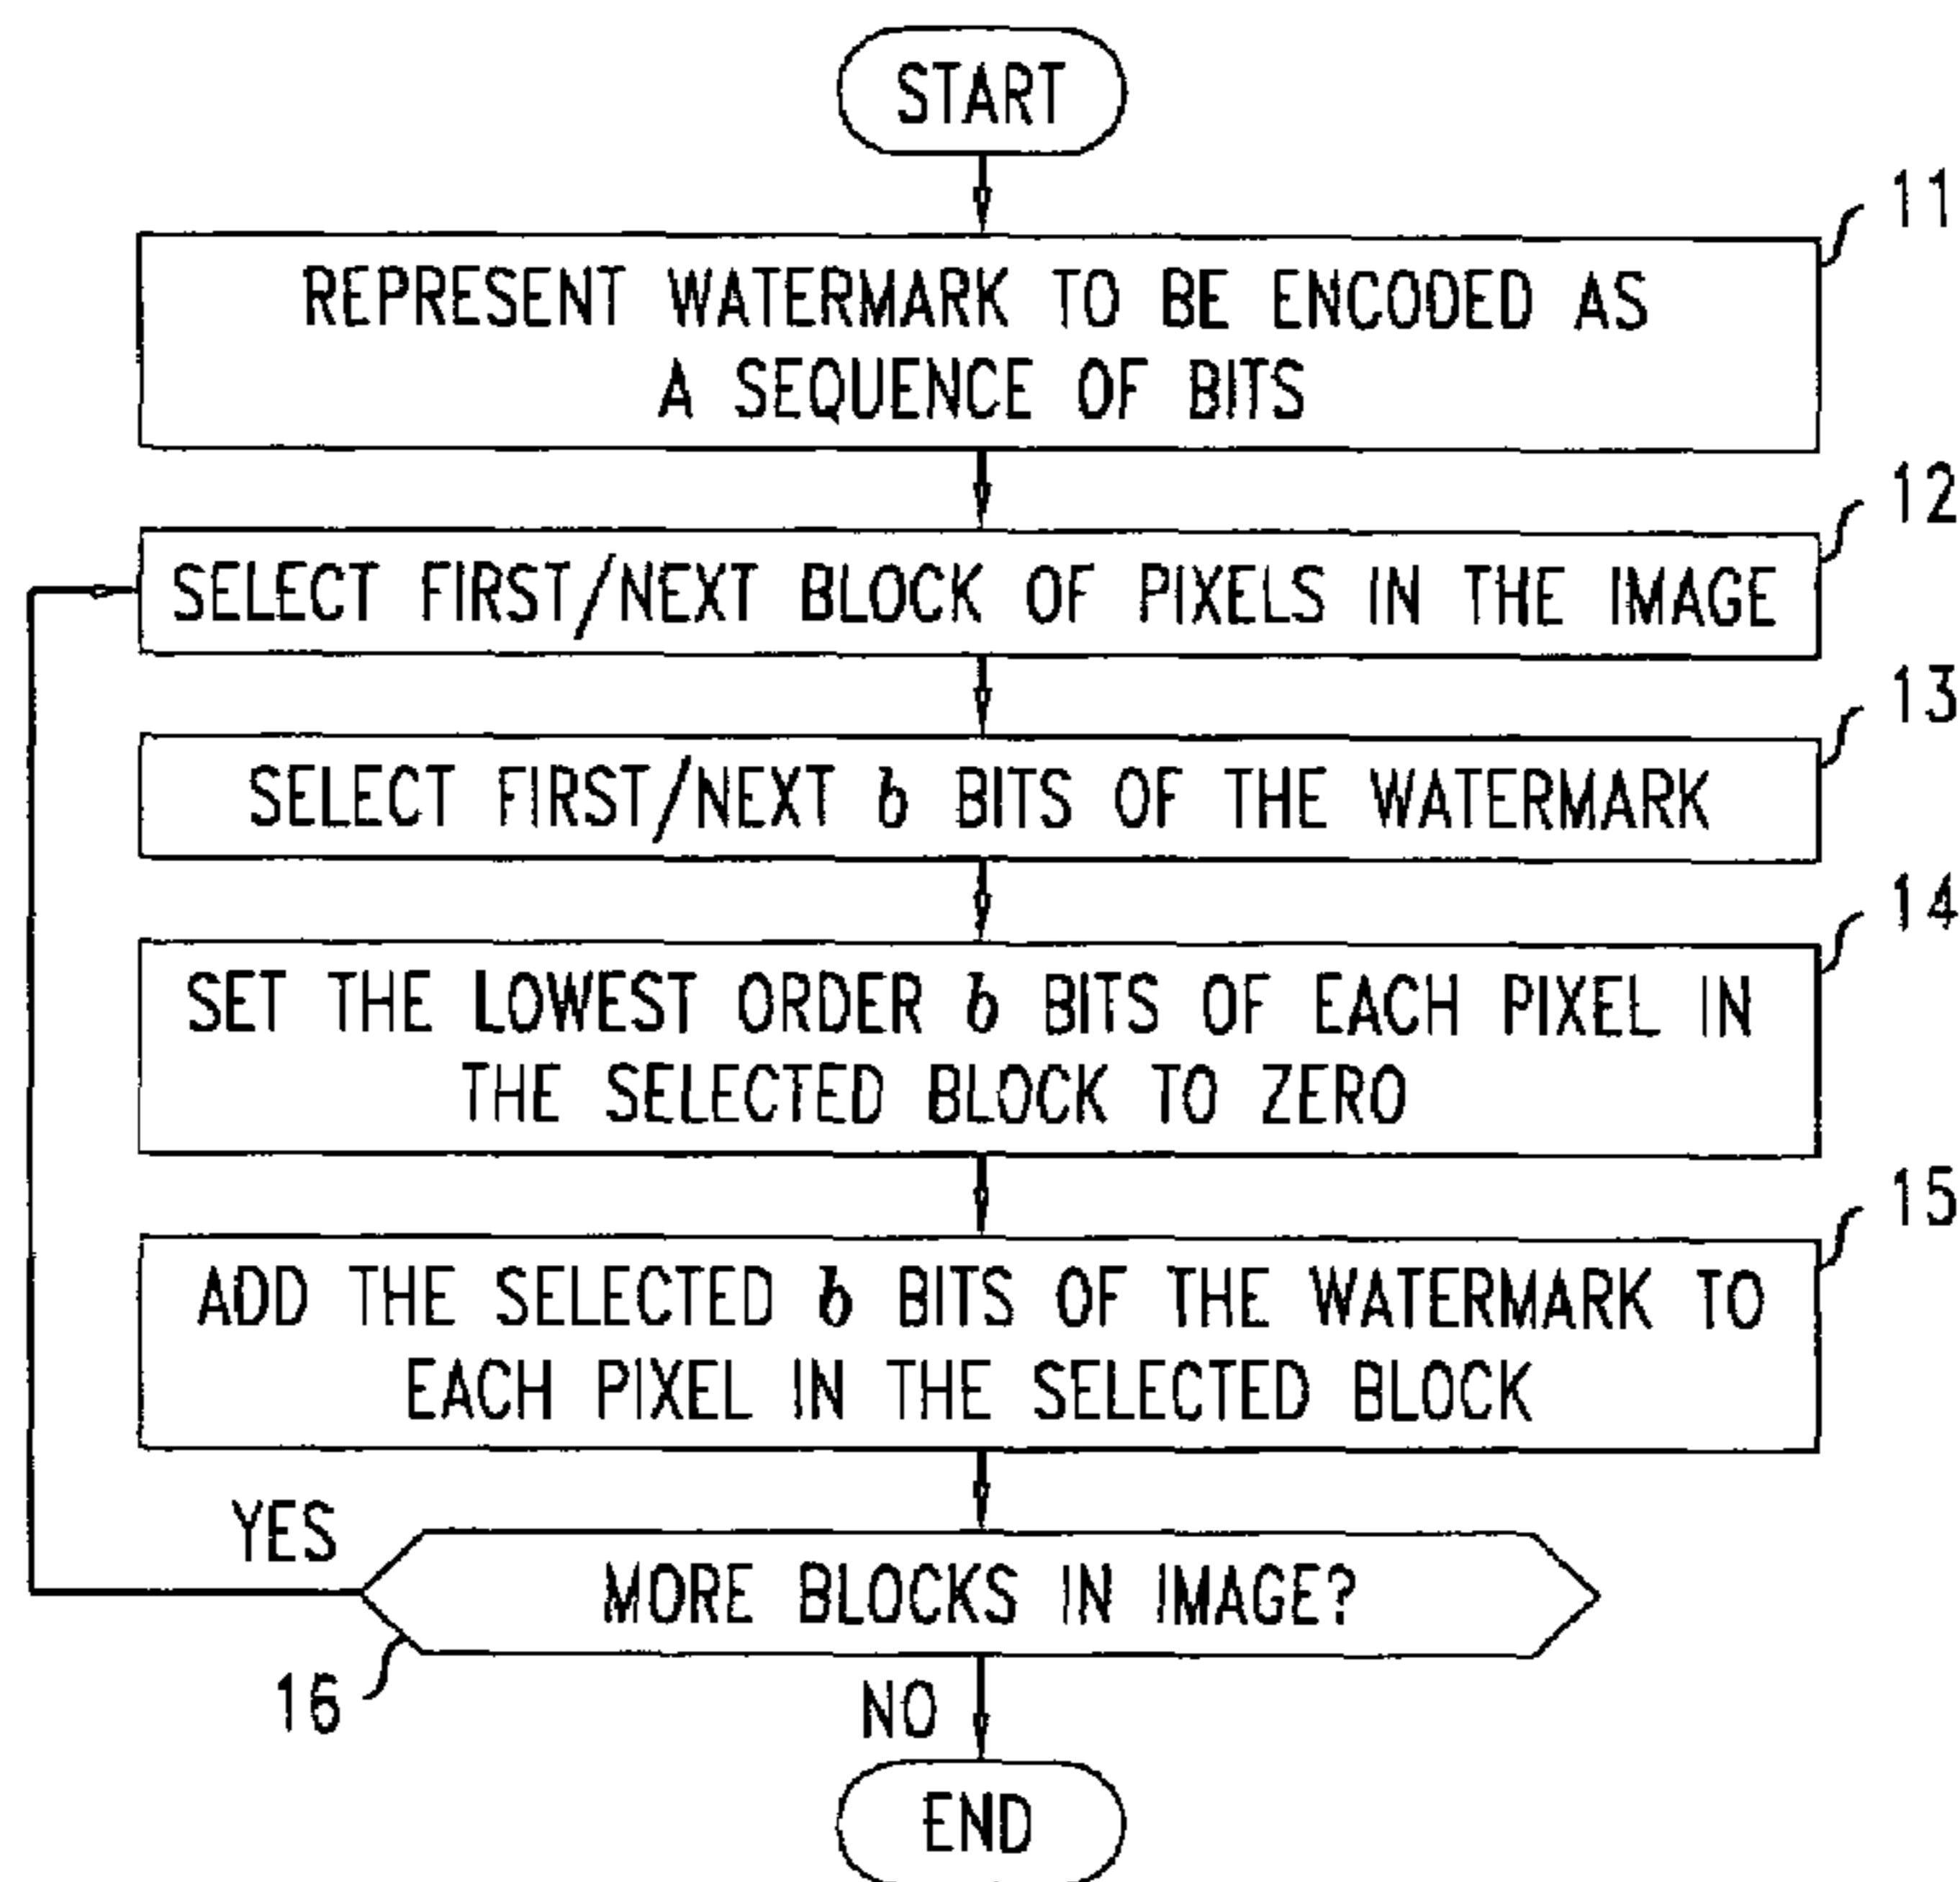 START
11
REPRESENT WATERMARK TO BE ENCODED AS
A SEQUENCE OF BITS
12
SELECT FIRST/NEXT BLOCK OF PIXELS IN THE IMAGE
13
SELECT FIRST/NEXT b BITS OF THE WATERMARK
14
SET THE LOWEST ORDER b BITS OF EACH PIXEL IN
THE SELECTED BLOCK TO ZERO
15
ADD THE SELECTED b BITS OF THE WATERMARK TO
EACH PIXEL IN THE SELECTED BLOCK
YES
MORE BLOCKS IN IMAGE?
16
NO
END